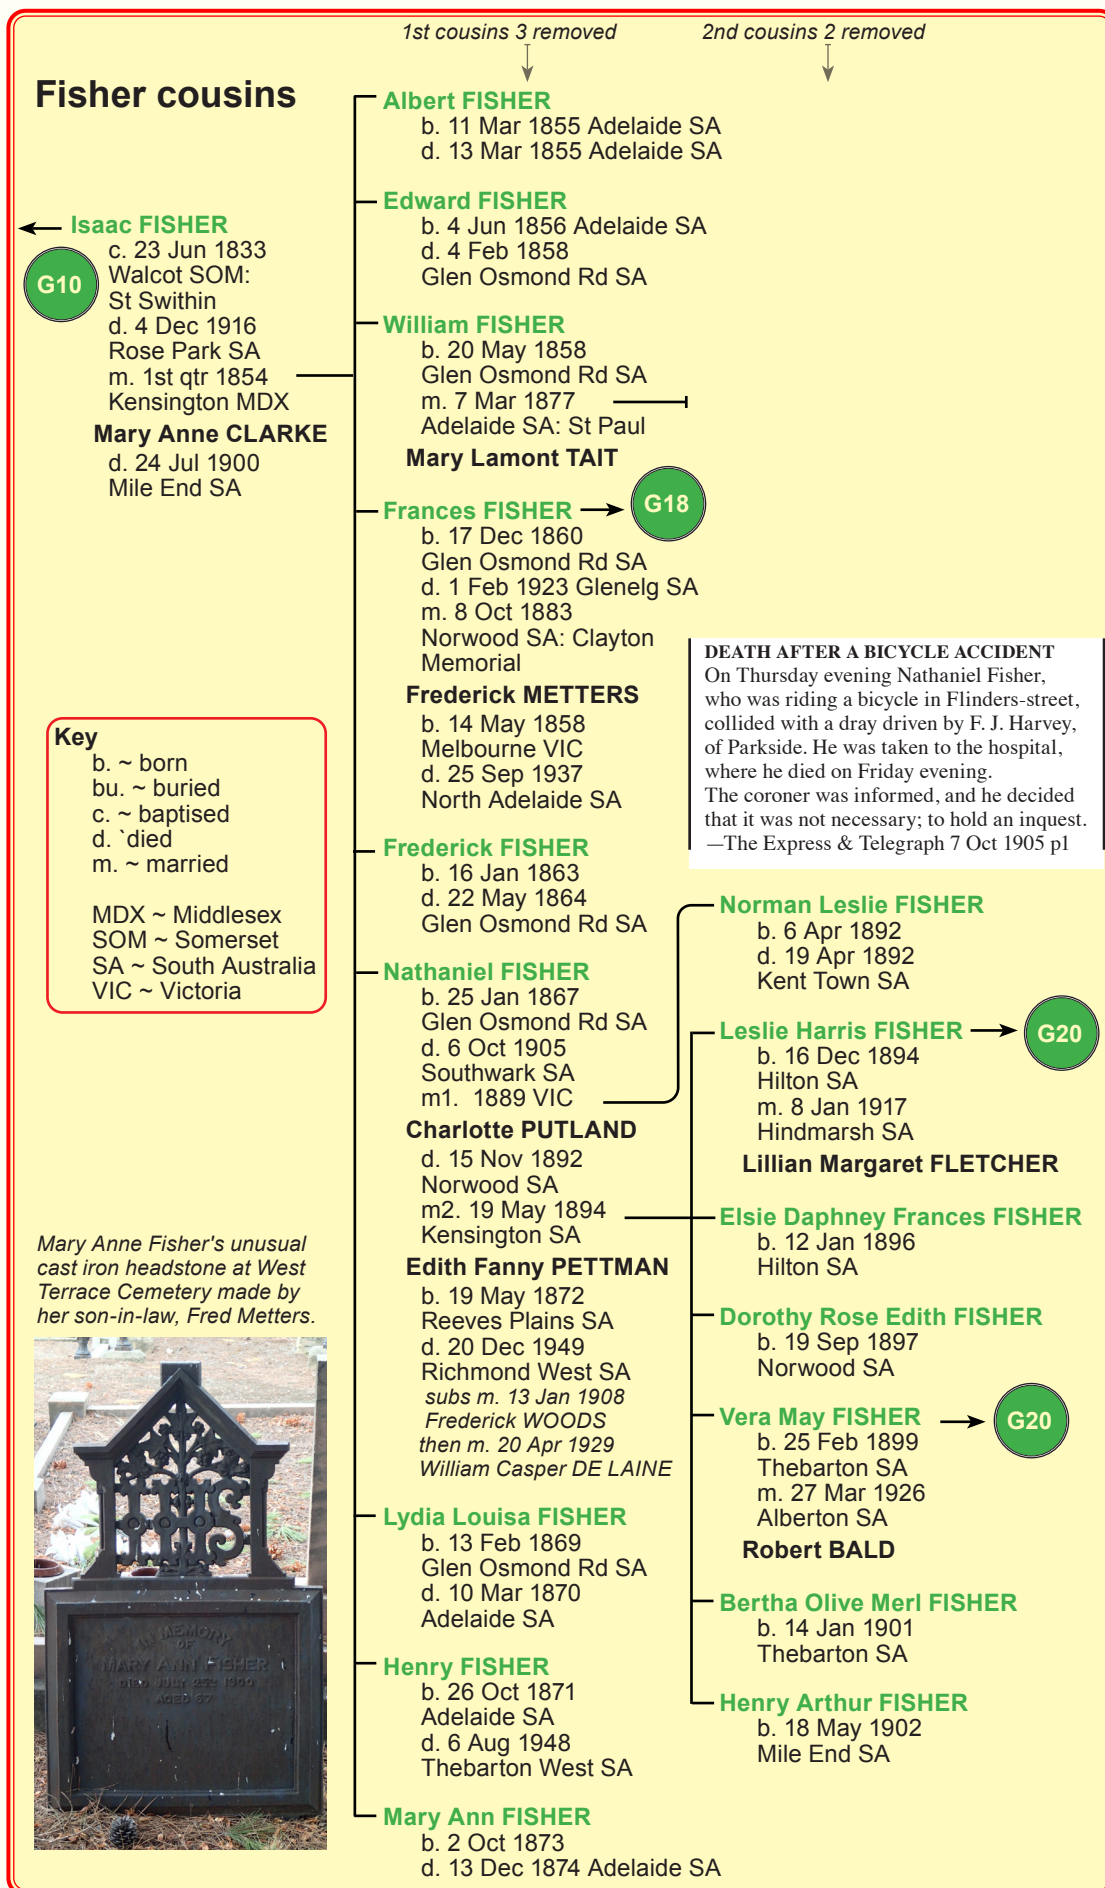 1st cousins 3 removed
2nd cousins 2 removed
Fisher cousins
Isaac FISHER
G10
c. 23 Jun 1833
Walcot SOM:
St Swithin
d. 4 Dec 1916
Rose Park SA
m. 1st qtr 1854
Kensington MDX
Mary Anne CLARKE
d. 24 Jul 1900
Mile End SA
Key
b. ~ born
bu. ~ buried
c. ~ baptised
d. `died
m. ~ married
MDX ~ Middlesex
SOM ~ Somerset
SA ~ South Australia
VIC ~ Victoria
Mary Anne Fisher's unusual
cast iron headstone at West
Terrace Cemetery made by
her son-in-law, Fred Metters.
IHS
IN MEMORY
OF
MARY ANN FISHER
DIED JULY 25TH 1900
AGED 67
Albert FISHER
b. 11 Mar 1855 Adelaide SA
d. 13 Mar 1855 Adelaide SA
Edward FISHER
b. 4 Jun 1856 Adelaide SA
d. 4 Feb 1858
Glen Osmond Rd SA
William FISHER
b. 20 May 1858
Glen Osmond Rd SA
m. 7 Mar 1877
Adelaide SA: St Paul
Mary Lamont TAIT
Frances FISHER
G18
b. 17 Dec 1860
Glen Osmond Rd SA
d. 1 Feb 1923 Glenelg SA
m. 8 Oct 1883
Norwood SA: Clayton
Memorial
Frederick METTERS
b. 14 May 1858
Melbourne VIC
d. 25 Sep 1937
North Adelaide SA
Frederick FISHER
b. 16 Jan 1863
d. 22 May 1864
Glen Osmond Rd SA
Nathaniel FISHER
b. 25 Jan 1867
Glen Osmond Rd SA
d. 6 Oct 1905
Southwark SA
m1. 1889 VIC
Charlotte PUTLAND
d. 15 Nov 1892
Norwood SA
m2. 19 May 1894
Kensington SA
Edith Fanny PETTMAN
b. 19 May 1872
Reeves Plains SA
d. 20 Dec 1949
Richmond West SA
subs m. 13 Jan 1908
Frederick WOODS
then m. 20 Apr 1929
William Casper DE LAINE
Lydia Louisa FISHER
b. 13 Feb 1869
Glen Osmond Rd SA
d. 10 Mar 1870
Adelaide SA
Henry FISHER
b. 26 Oct 1871
Adelaide SA
d. 6 Aug 1948
Thebarton West SA
Mary Ann FISHER
b. 2 Oct 1873
d. 13 Dec 1874 Adelaide SA
DEATH AFTER A BICYCLE ACCIDENT
On Thursday evening Nathaniel Fisher,
who was riding a bicycle in Flinders-street,
collided with a dray driven by F. J. Harvey,
of Parkside. He was taken to the hospital,
where he died on Friday evening.
The coroner was informed, and he decided
that it was not necessary; to hold an inquest.
—The Express & Telegraph 7 Oct 1905 p1
Norman Leslie FISHER
b. 6 Apr 1892
d. 19 Apr 1892
Kent Town SA
Leslie Harris FISHER
G20
b. 16 Dec 1894
Hilton SA
m. 8 Jan 1917
Hindmarsh SA
Lillian Margaret FLETCHER
Elsie Daphney Frances FISHER
b. 12 Jan 1896
Hilton SA
Dorothy Rose Edith FISHER
b. 19 Sep 1897
Norwood SA
Vera May FISHER
G20
b. 25 Feb 1899
Thebarton SA
m. 27 Mar 1926
Alberton SA
Robert BALD
Bertha Olive Merl FISHER
b. 14 Jan 1901
Thebarton SA
Henry Arthur FISHER
b. 18 May 1902
Mile End SA